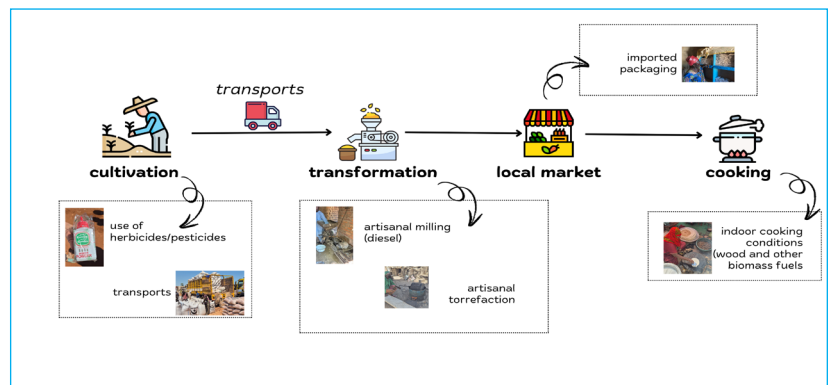 transports
cultivation
transformation
local market
cooking
imported
packaging
use of
herbicides/pesticides
transports
artisanal milling
(diesel)
artisanal
torrefaction
indoor cooking
conditions
(wood and other
biomass fuels